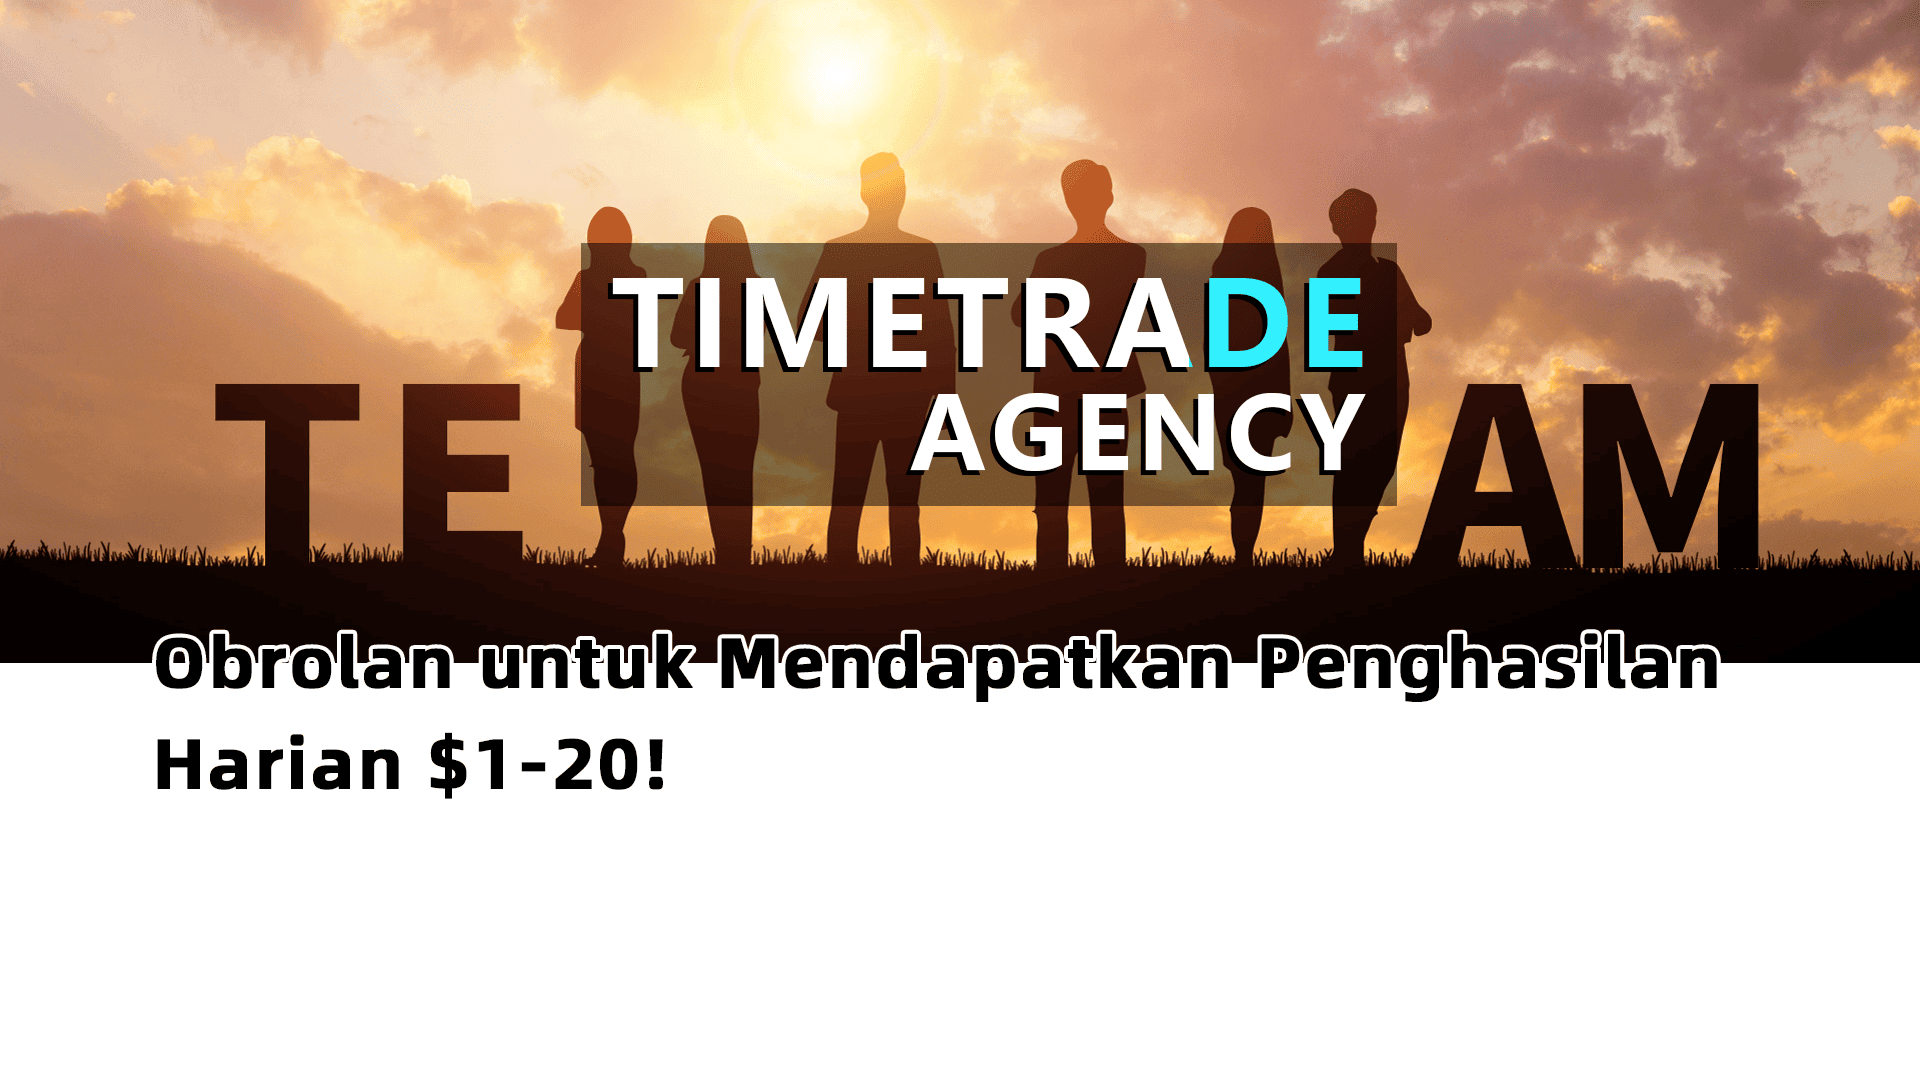 TIMETRADE
AGENCY
TE AM
Obrolan untuk Mendapatkan Penghasilan
Harian $1-20!